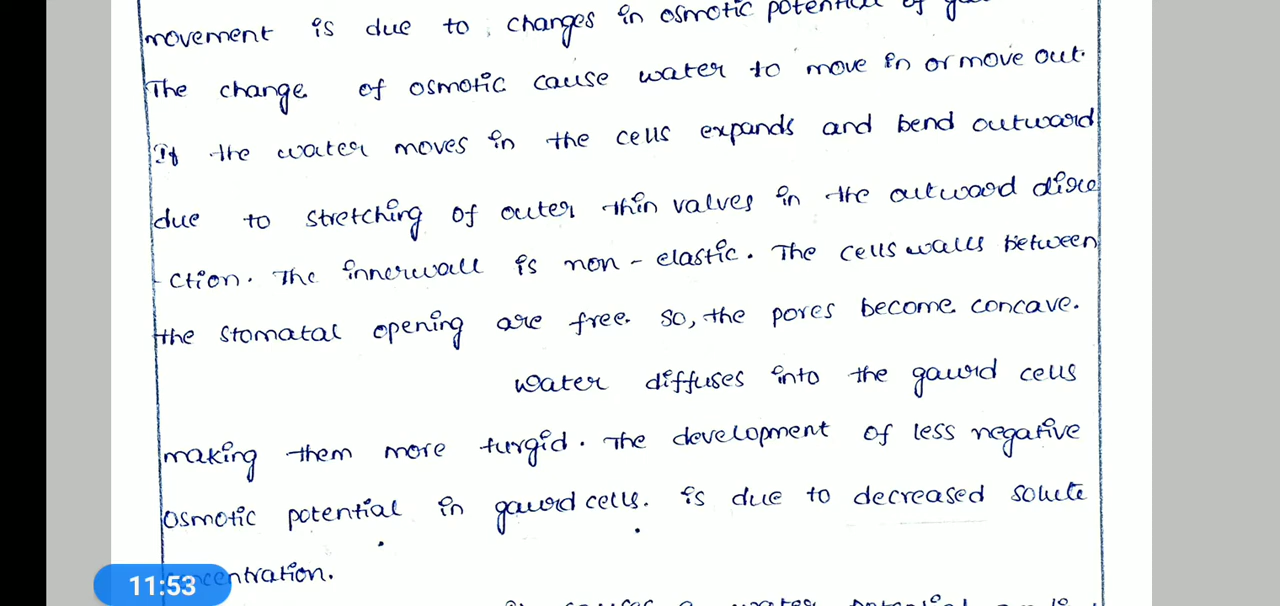 movement is due to changes in osmotic potential of
The change of osmotic cause water to move in or move out.
If the water moves in the cells expands and bend outward
due to stretching of outer thin valves in the outward dire
-ction. The innerwall is non-elastic. The cells walls between
the stomatal opening are free. so, the pores become concave.
water diffuses into the gaurd cells
making them more turgid. The development of less negative
osmotic potential in gaurd cells. is due to decreased solute
concentration.
11:53